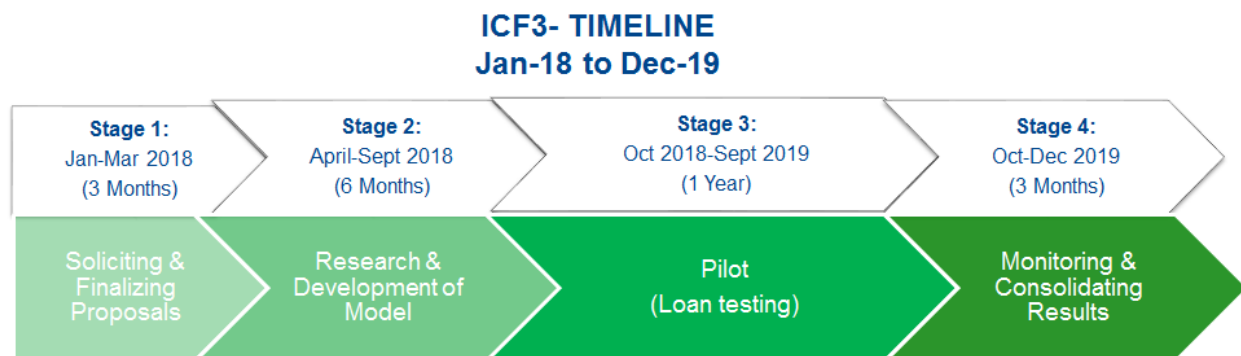 ICF3- TIMELINE
Jan-18 to Dec-19
Stage 1:
Jan-Mar 2018
(3 Months)
Stage 2:
April-Sept 2018
(6 Months)
Stage 3:
Oct 2018-Sept 2019
(1 Year)
Stage 4:
Oct-Dec 2019
(3 Months)
Soliciting &
Finalizing
Proposals
Research &
Development of
Model
Pilot
(Loan testing)
Monitoring &
Consolidating
Results